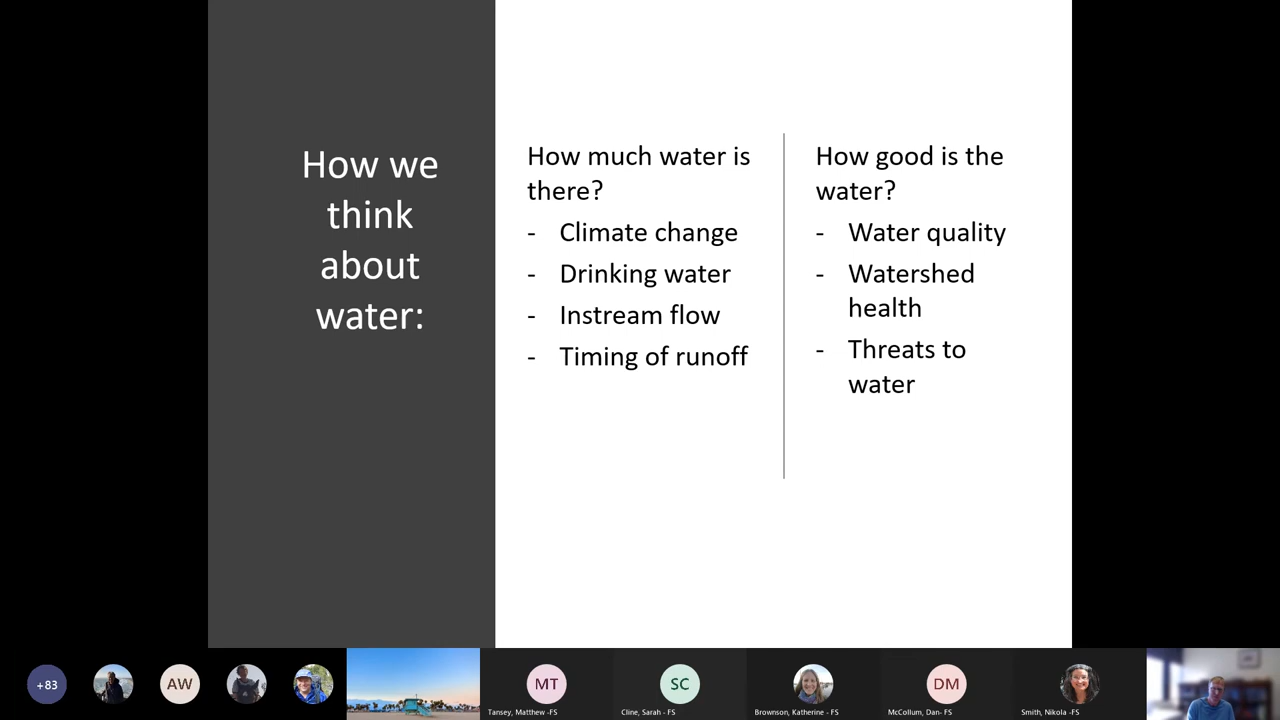 How we
think
about
water:
How much water is
there?
- Climate change
- Drinking water
- Instream flow
- Timing of runoff
How good is the
water?
- Water quality
- Watershed
health
- Threats to
water
+83
AW
MT
Tansey, Matthew -FS
SC
Cline, Sarah - FS
Brownson, Katherine - FS
DM
McCollum, Dan- FS
Smith, Nikola -FS